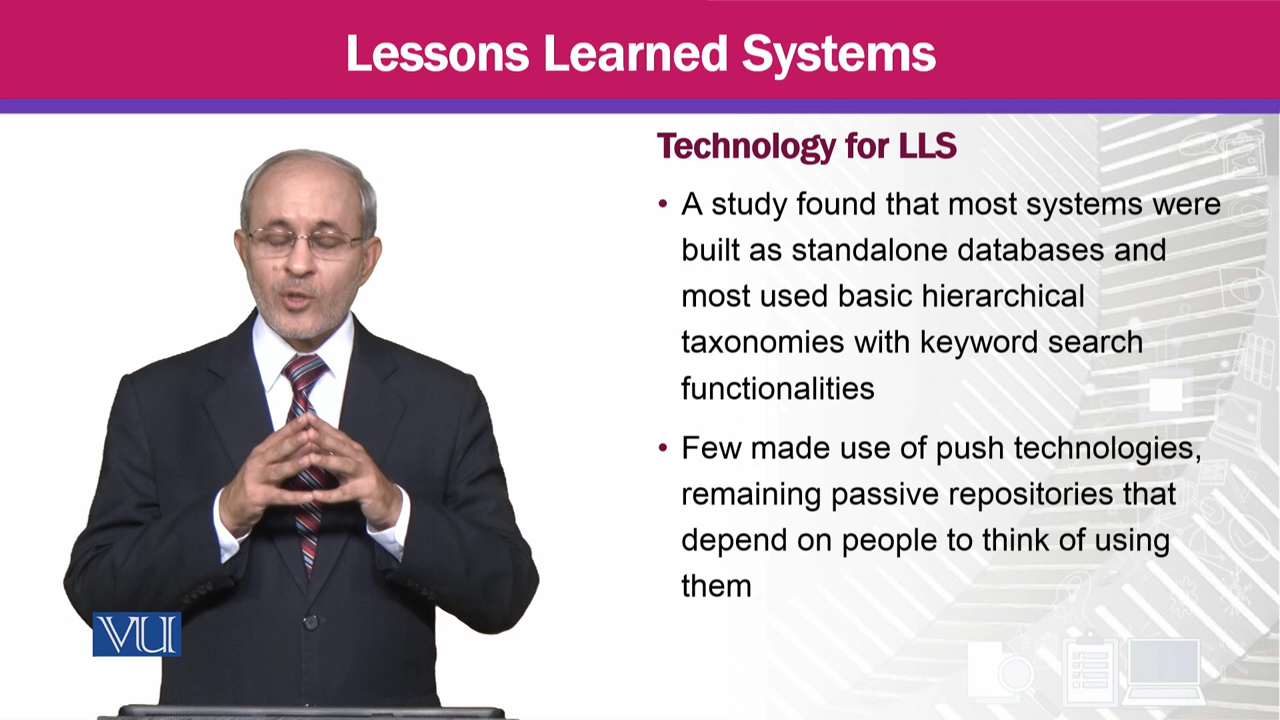 Lessons Learned Systems
Technology for LLS
• A study found that most systems were
built as standalone databases and
most used basic hierarchical
taxonomies with keyword search
functionalities
• Few made use of push technologies,
remaining passive repositories that
depend on people to think of using
them
VU